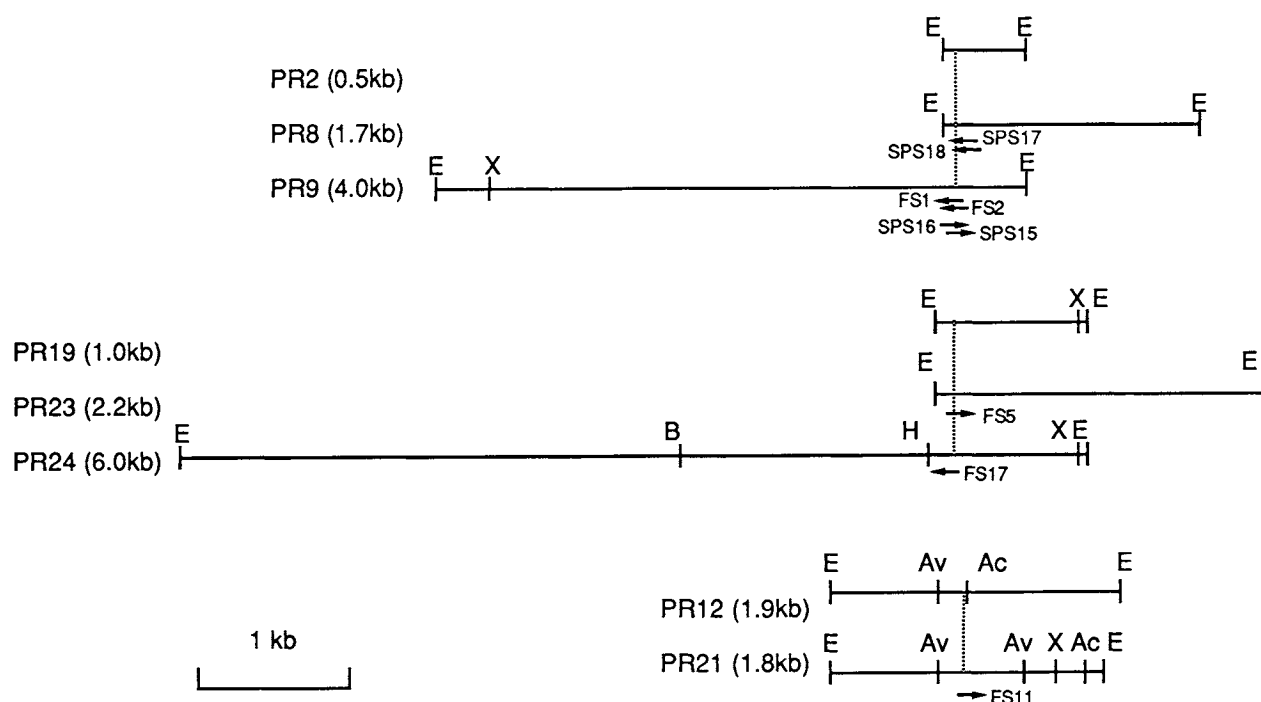 E E
PR2 (0.5kb)
E E
PR8 (1.7kb)
SPS17
SPS18
E X E
PR9 (4.0kb)
FS1 FS2
SPS16 SPS15
E X E
PR19 (1.0kb)
E E
PR23 (2.2kb)
FS5
E B H X E
PR24 (6.0kb)
FS17
E Av Ac E
PR12 (1.9kb)
1 kb
E Av Av X Ac E
PR21 (1.8kb)
FS11